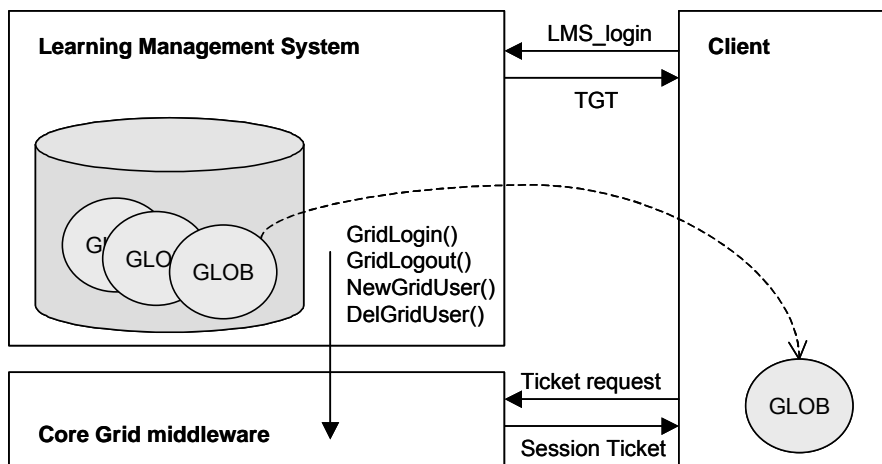 Learning Management System
LMS_login
Client
TGT
GLOB
GLOB
GridLogin()
GridLogout()
NewGridUser()
DelGridUser()
Ticket request
GLOB
Core Grid middleware
Session Ticket